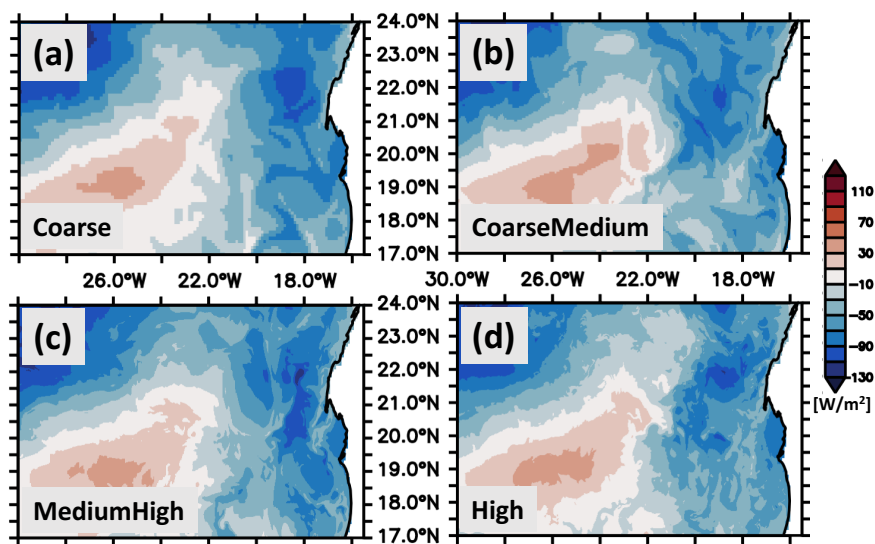 (a)
Coarse
24.0°N
23.0°N
22.0°N
21.0°N
20.0°N
19.0°N
18.0°N
17.0°N
(b)
CoarseMedium
26.0°W 22.0°W 18.0°W
30.0°W 26.0°W 22.0°W 18.0°W
(c)
MediumHigh
24.0°N
23.0°N
22.0°N
21.0°N
20.0°N
19.0°N
18.0°N
17.0°N
(d)
High
110
70
30
−10
−50
−90
−130
[W/m²]